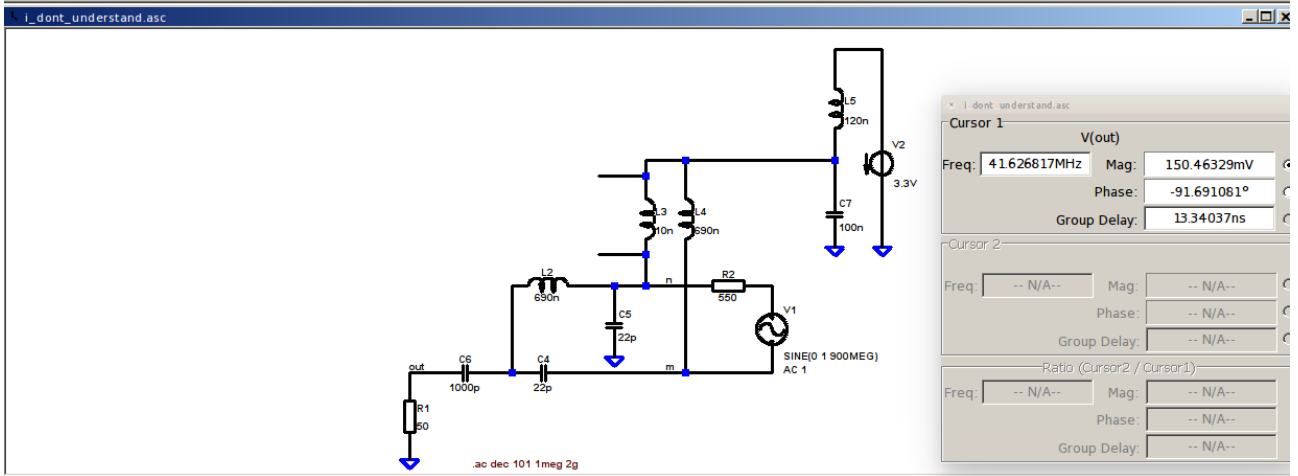 i_dont_understand.asc
L5
120n
V2
3.3V
C7
100n
L3
10n
L4
690n
L2
690n
n
R2
550
C5
22p
V1
SINE(0 1 900MEG)
AC 1
out
C6
1000p
C4
22p
m
R1
50
.ac dec 101 1meg 2g
i_dont_understand.asc
Cursor 1
V(out)
Freq: 41.626817MHz Mag: 150.46329mV
Phase: -91.691081°
Group Delay: 13.34037ns
Cursor 2
Freq: -- N/A-- Mag: -- N/A--
Phase: -- N/A--
Group Delay: -- N/A--
Ratio (Cursor2 / Cursor1)
Freq: -- N/A-- Mag: -- N/A--
Phase: -- N/A--
Group Delay: -- N/A--